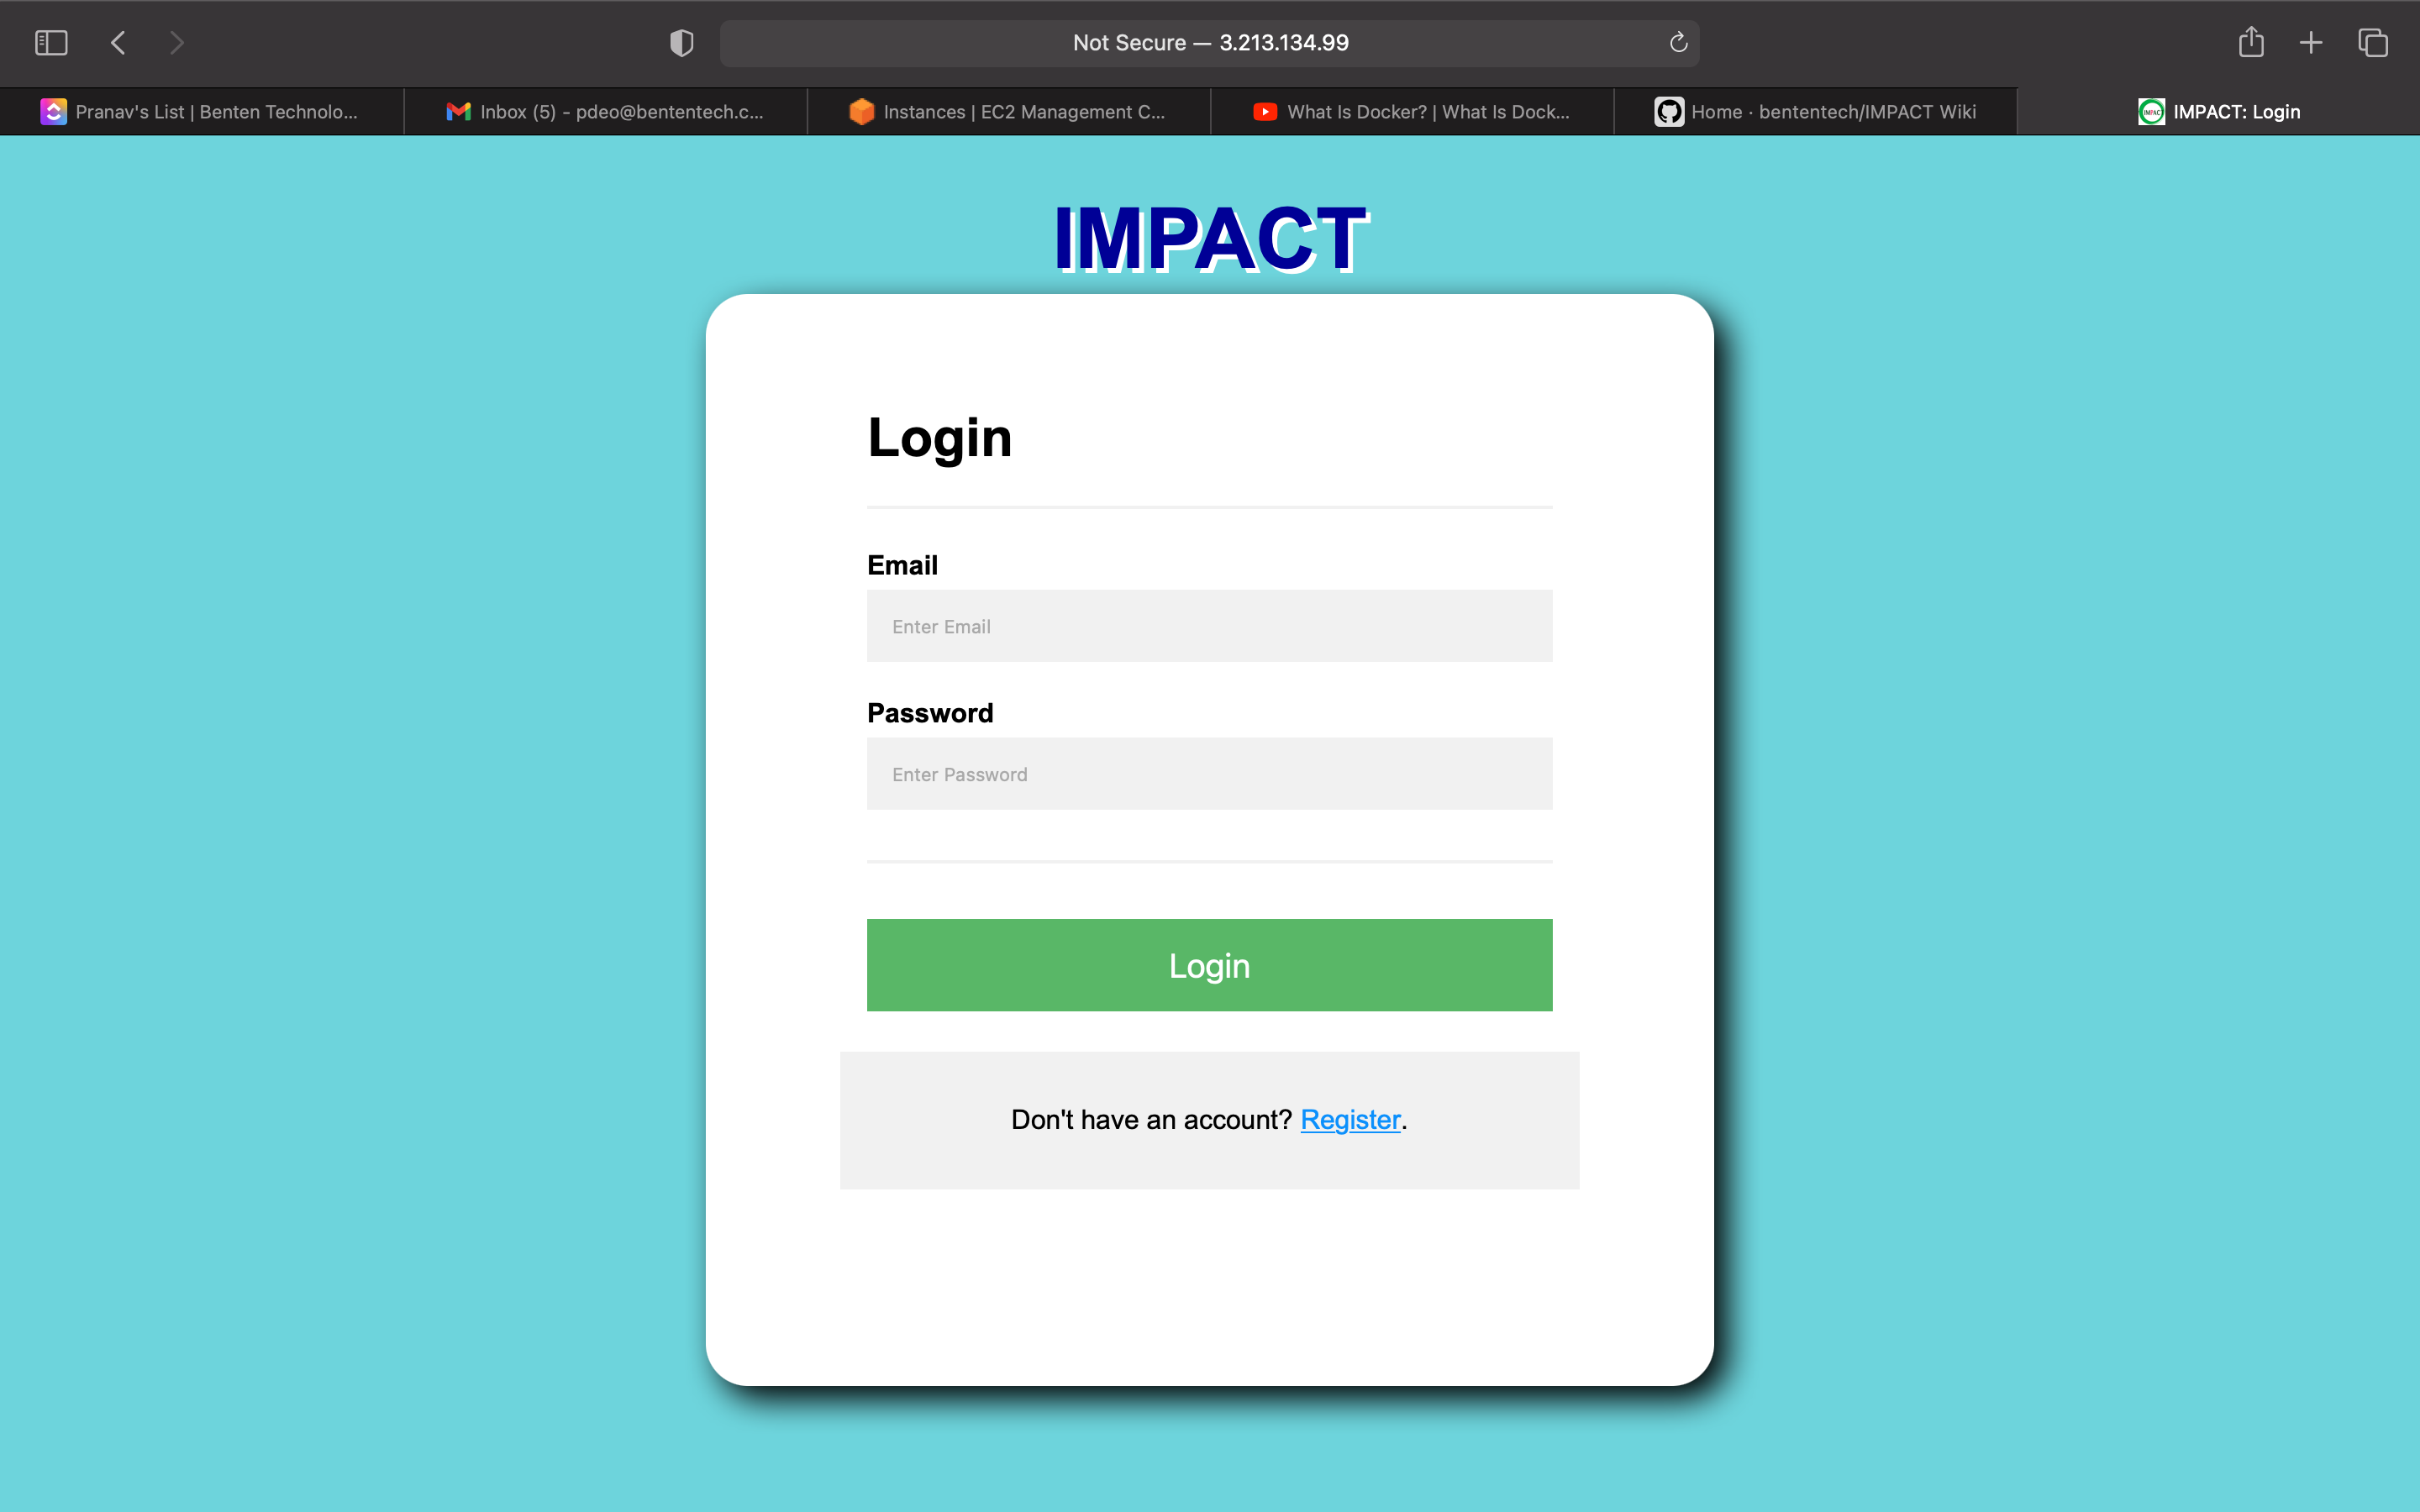 Not Secure — 3.213.134.99
Pranav's List | Benten Technolo...
Inbox (5) - pdeo@bententech.c...
Instances | EC2 Management C...
What Is Docker? | What Is Dock...
Home · bententech/IMPACT Wiki
IMPACT
IMPACT: Login
IMPACT
Login
Email
Enter Email
Password
Enter Password
Login
Don't have an account? Register.